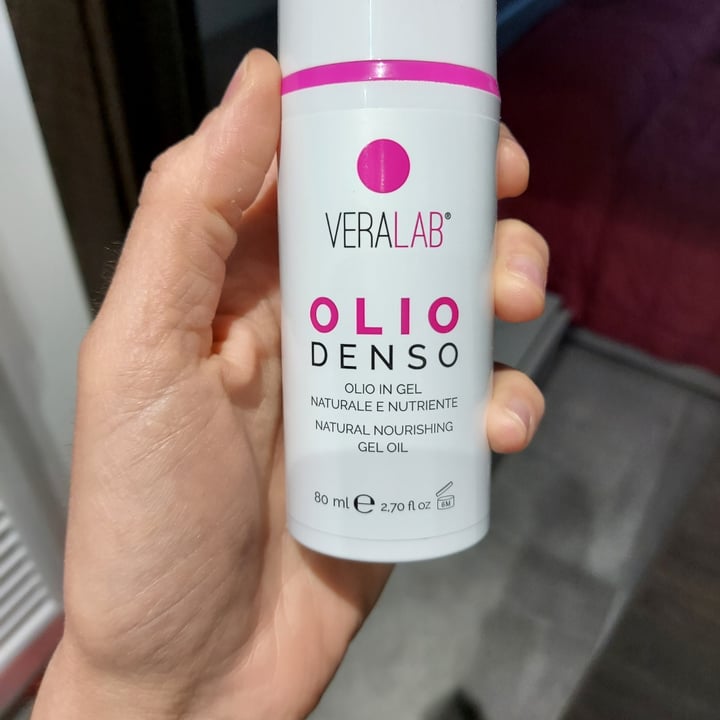 VERALAB®
OLIO
DENSO
OLIO IN GEL
NATURALE E NUTRIENTE
NATURAL NOURISHING
GEL OIL
80 ml ℮ 2,70 fl oz 6M